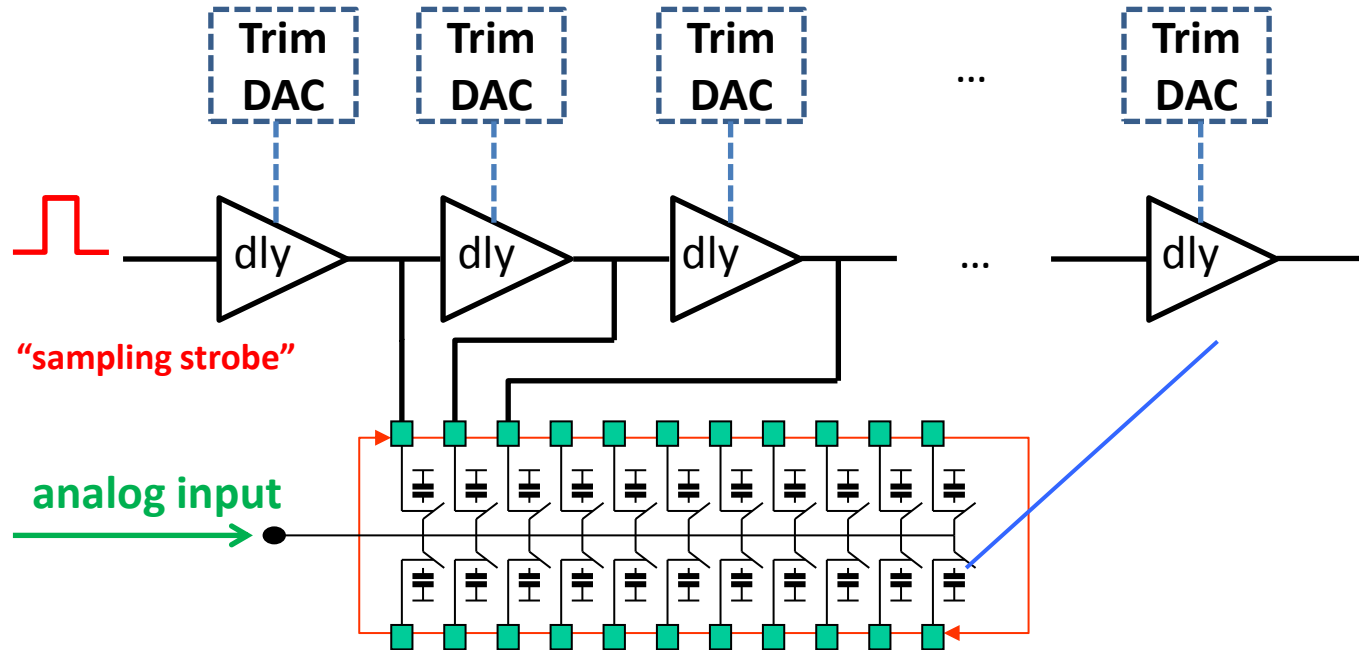 Trim
DAC
Trim
DAC
Trim
DAC
...
Trim
DAC
dly
dly
dly
...
dly
“sampling strobe”
analog input